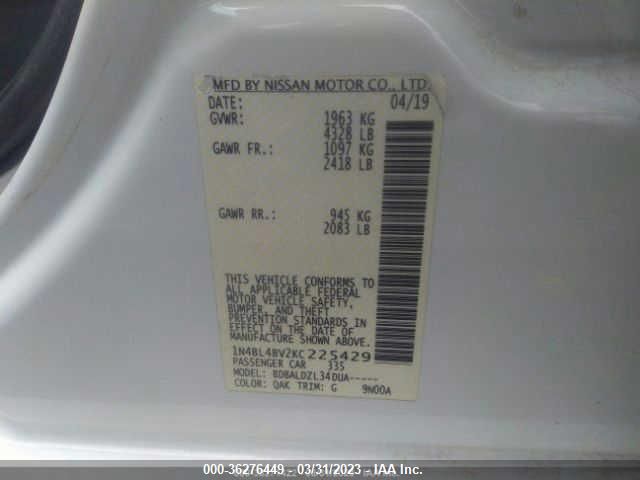 MFD BY NISSAN MOTOR CO., LTD.
DATE: 04/19
GVWR: 1963 KG
4328 LB
GAWR FR.: 1097 KG
2418 LB
GAWR RR.: 945 KG
2083 LB
THIS VEHICLE CONFORMS TO
ALL APPLICABLE FEDERAL
MOTOR VEHICLE SAFETY,
BUMPER, AND THEFT
PREVENTION STANDARDS IN
EFFECT ON THE DATE OF
MANUFACTURE SHOWN ABOVE.
1N4BL4BV2KC225429
PASSENGER CAR 335
MODEL: BDBALDZL34DUA-----
COLOR: QAK TRIM: G 9N00A
000-36276449 - 03/31/2023 - IAA Inc.